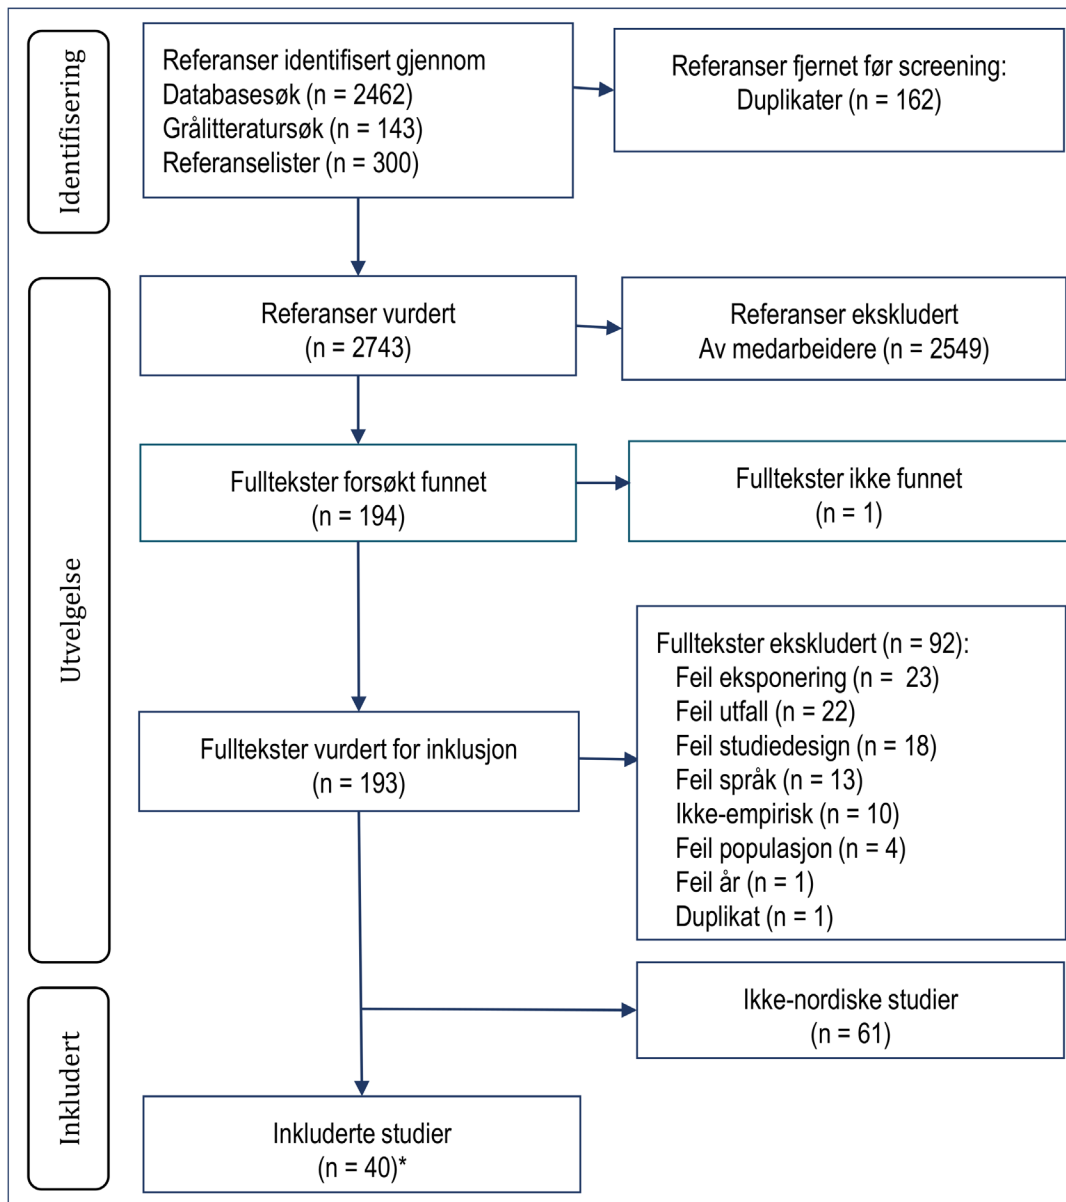 Identifisering
Referanser identifisert gjennom
Databasesøk (n = 2462)
Grålitteratursøk (n = 143)
Referanselister (n = 300)
Referanser fjernet før screening:
Duplikater (n = 162)
Utvelgelse
Referanser vurdert
(n = 2743)
Referanser ekskludert
Av medarbeidere (n = 2549)
Fulltekster forsøkt funnet
(n = 194)
Fulltekster ikke funnet
(n = 1)
Fulltekster vurdert for inklusjon
(n = 193)
Fulltekster ekskludert (n = 92):
Feil eksponering (n =  23)
Feil utfall (n = 22)
Feil studiedesign (n = 18)
Feil språk (n = 13)
Ikke-empirisk (n = 10)
Feil populasjon (n = 4)
Feil år (n = 1)
Duplikat (n = 1)
Inkludert
Ikke-nordiske studier
(n = 61)
Inkluderte studier
(n = 40)*